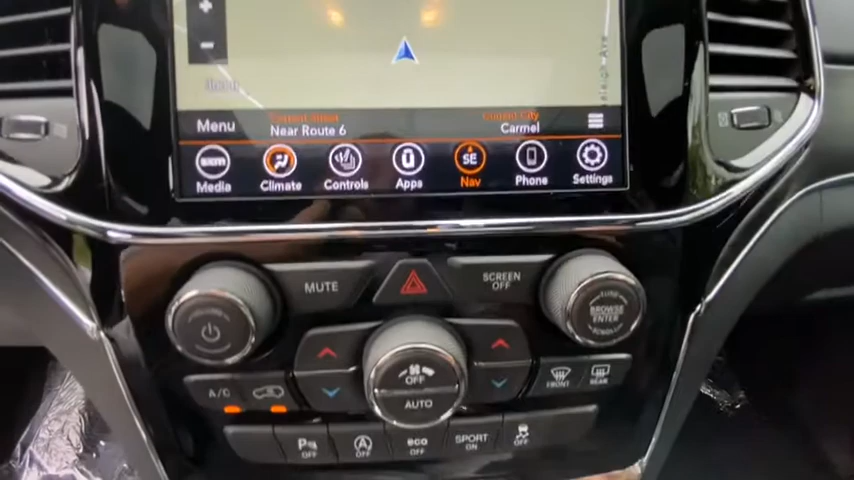 Menu
Current Street
Near Route 6
Current City
Carmel
Media
Climate
Controls
Apps
SE
Nav
Phone
Settings
MUTE
SCREEN OFF
BROWSE
ENTER
SCROLL
OFF
AUTO
A/C
FRONT
REAR
P OFF
A OFF
eco OFF
SPORT ON
OFF